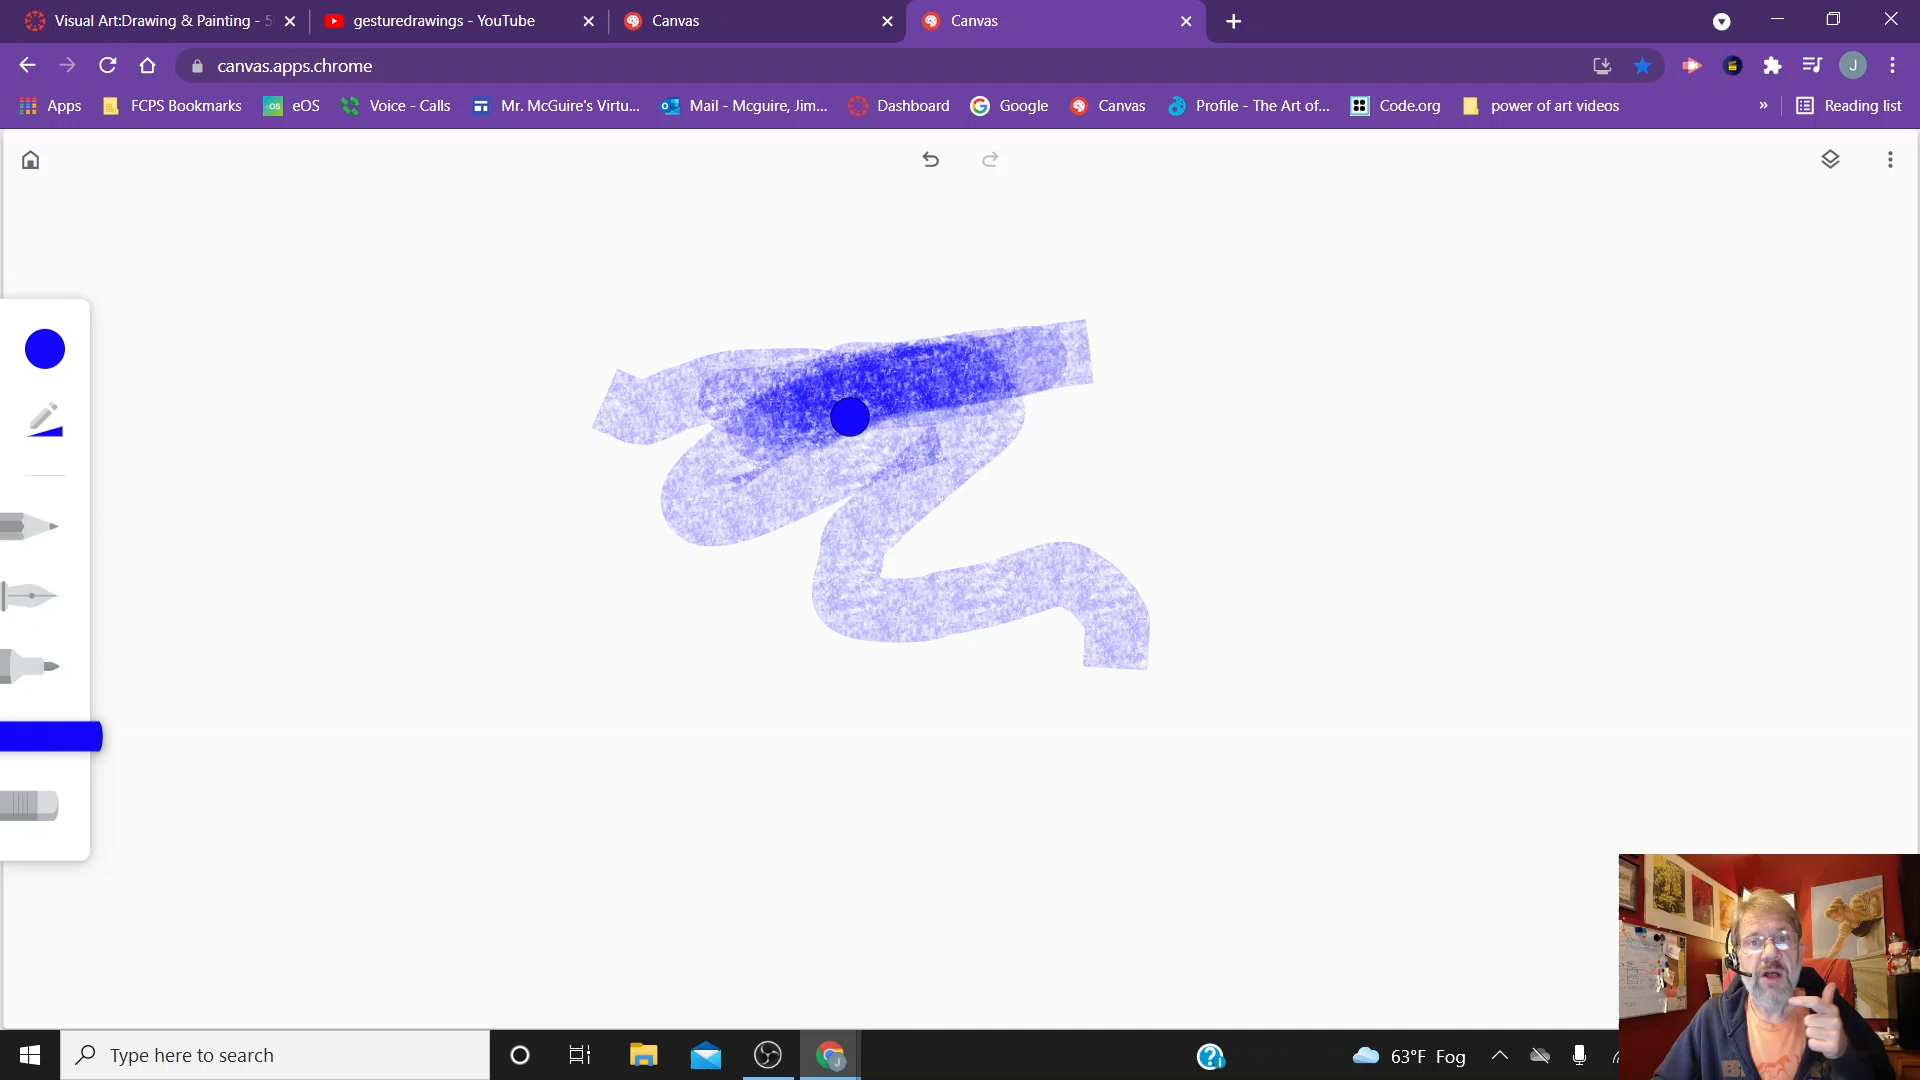 Visual Art:Drawing & Painting - 5
gesturedrawings - YouTube
Canvas
Canvas
canvas.apps.chrome
J
Apps
FCPS Bookmarks
eOS
Voice - Calls
Mr. McGuire's Virtu...
Mail - Mcguire, Jim...
Dashboard
Google
Canvas
Profile - The Art of...
Code.org
power of art videos
»
Reading list
Type here to search
63°F Fog